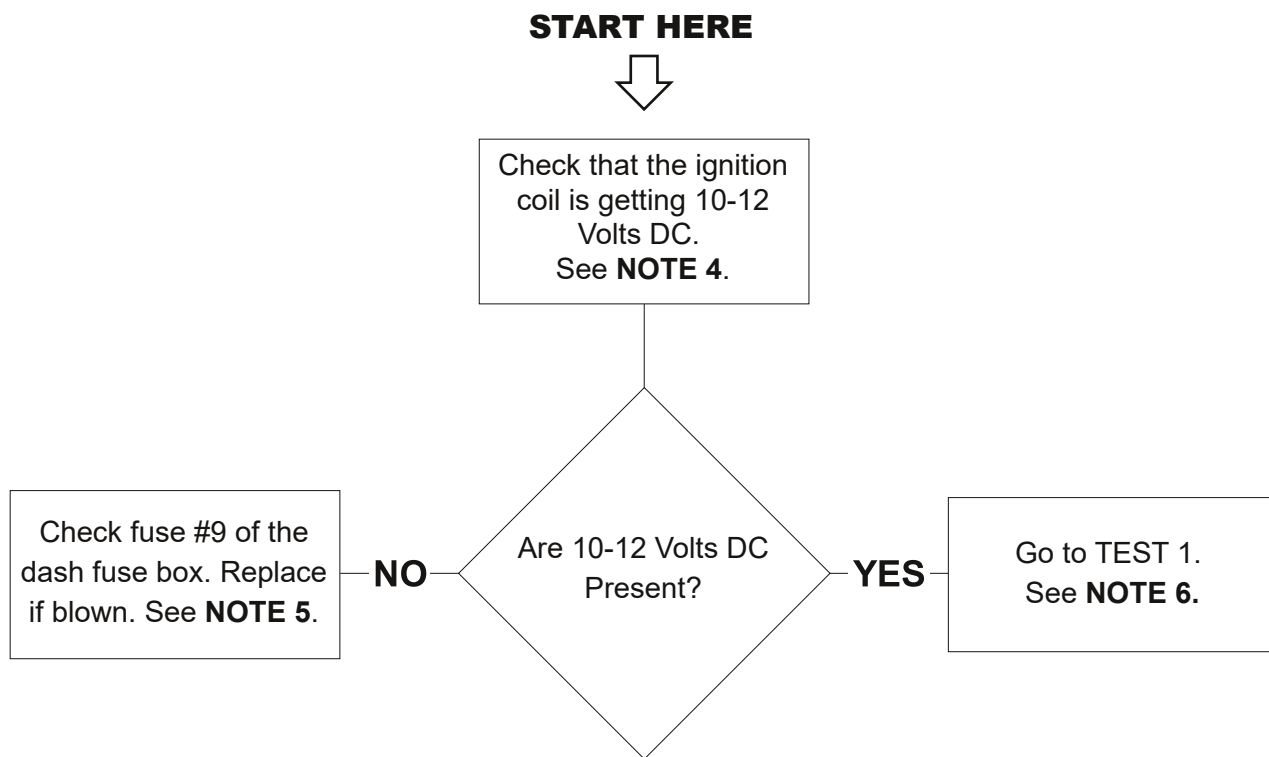 START HERE
Check that the ignition
coil is getting 10-12
Volts DC.
See NOTE 4.
Are 10-12 Volts DC
Present?
NO
Check fuse #9 of the
dash fuse box. Replace
if blown. See NOTE 5.
YES
Go to TEST 1.
See NOTE 6.